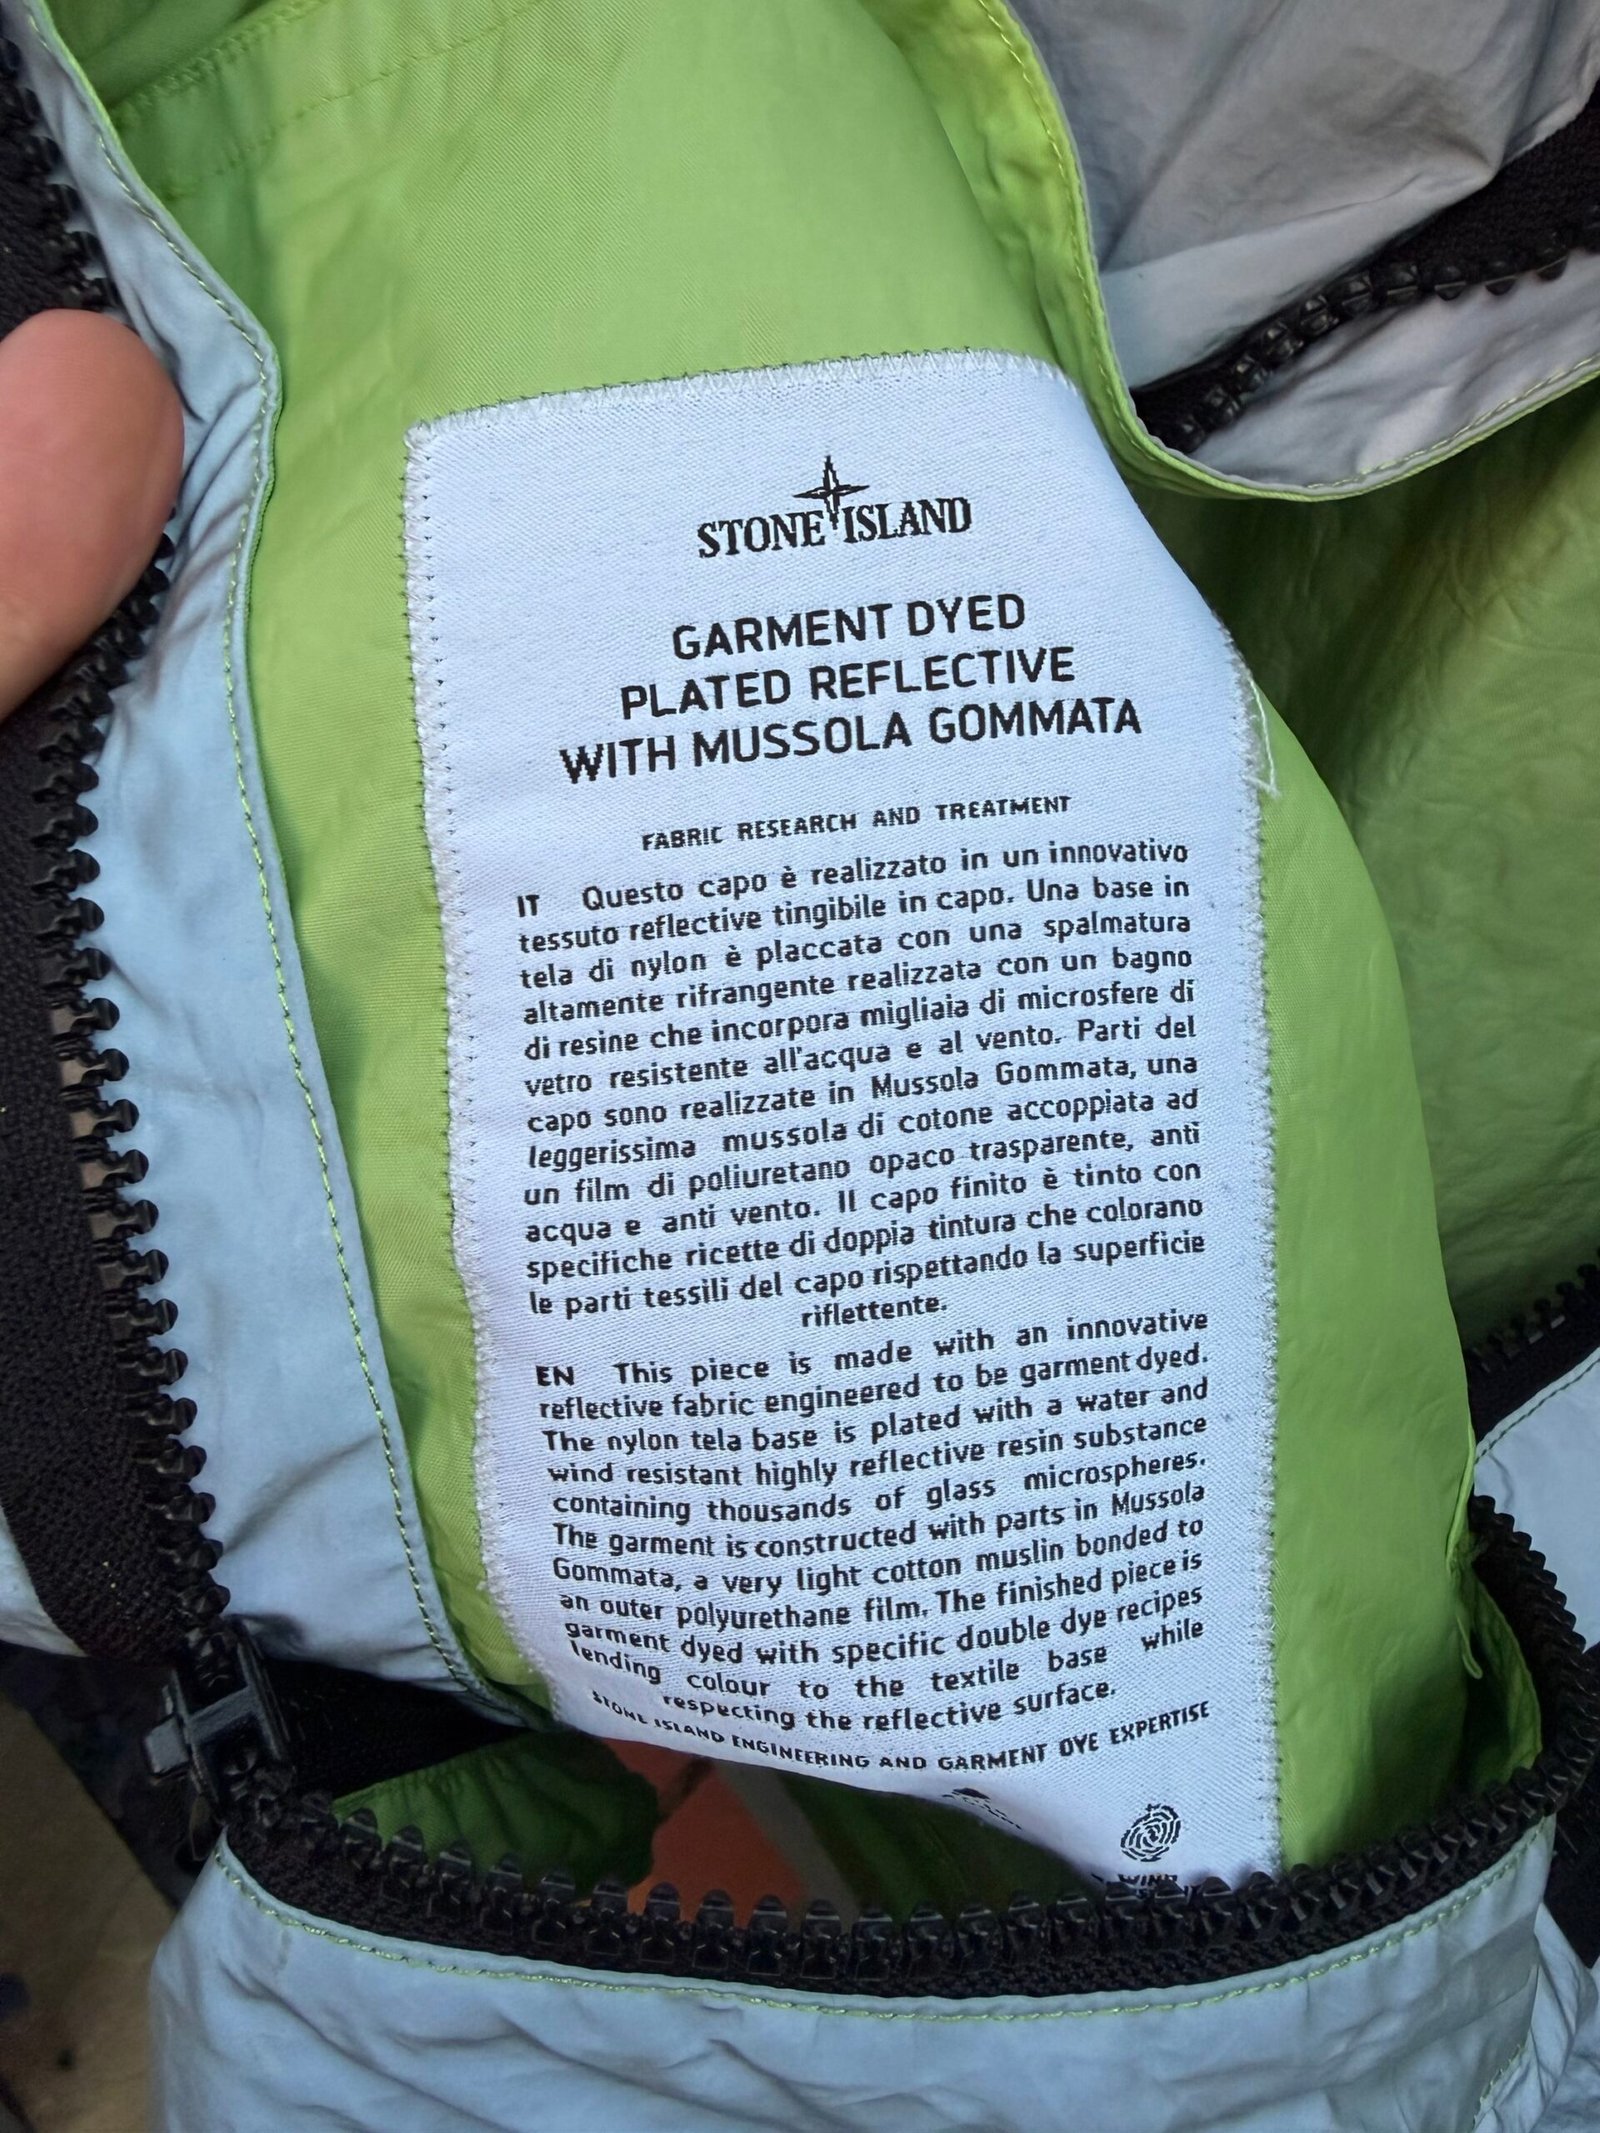 STONE ISLAND
GARMENT DYED
PLATED REFLECTIVE
WITH MUSSOLA GOMMATA
FABRIC RESEARCH AND TREATMENT
IT Questo capo è realizzato in un innovativo
tessuto reflective tingibile in capo. Una base in
tela di nylon è placcata con una spalmatura
altamente rifrangente realizzata con un bagno
di resine che incorpora migliaia di microsfere di
vetro resistente all'acqua e al vento. Parti del
capo sono realizzate in Mussola Gommata, una
leggerissima mussola di cotone accoppiata ad
un film di poliuretano opaco trasparente, anti
acqua e anti vento. Il capo finito è tinto con
specifiche ricette di doppia tintura che colorano
le parti tessili del capo rispettando la superficie
riflettente.
EN This piece is made with an innovative
reflective fabric engineered to be garment dyed.
The nylon tela base is plated with a water and
wind resistant highly reflective resin substance
containing thousands of glass microspheres.
The garment is constructed with parts in Mussola
Gommata, a very light cotton muslin bonded to
an outer polyurethane film. The finished piece is
garment dyed with specific double dye recipes
lending colour to the textile base while
respecting the reflective surface.
STONE ISLAND ENGINEERING AND GARMENT DYE EXPERTISE
WIND